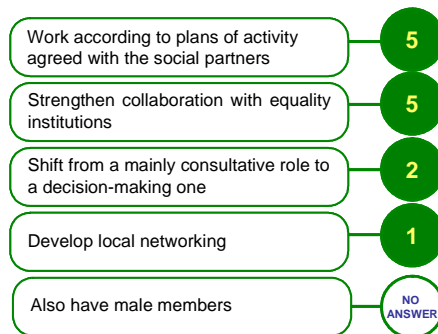 Work according to plans of activity
agreed with the social partners
5
Strengthen collaboration with equality
institutions
5
Shift from a mainly consultative role to
a decision-making one
2
Develop local networking
1
Also have male members
NO
ANSWER